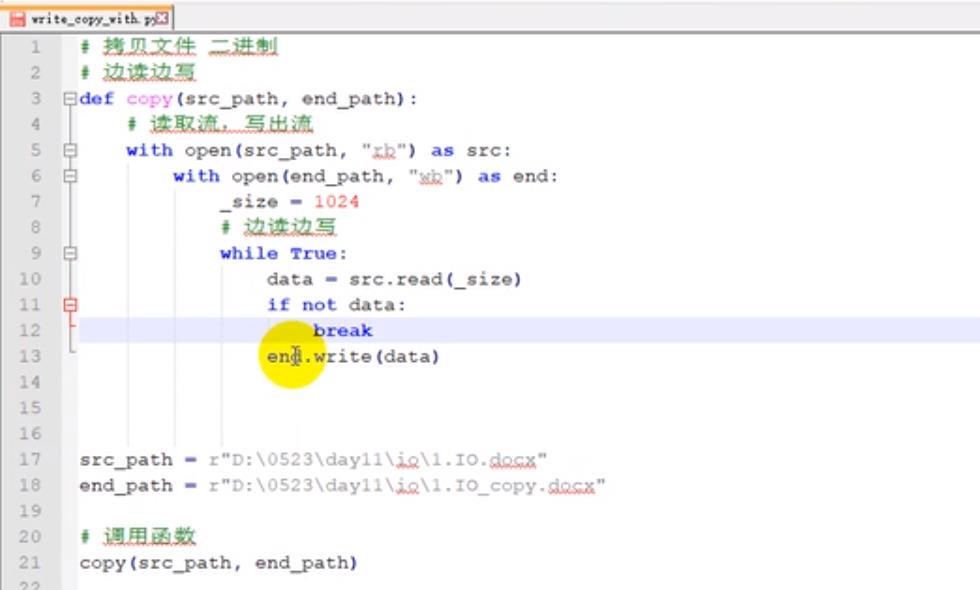 write_copy_with.py
1 # 拷贝文件 二进制
2 # 边读边写
3 def copy(src_path, end_path):
4 # 读取流，写出流
5 with open(src_path, "rb") as src:
6 with open(end_path, "wb") as end:
7 _size = 1024
8 # 边读边写
9 while True:
10 data = src.read(_size)
11 if not data:
12 break
13 end.write(data)
14
15
16
17 src_path = r"D:\0523\day11\io\1.IO.docx"
18 end_path = r"D:\0523\day11\io\1.IO_copy.docx"
19
20 # 调用函数
21 copy(src_path, end_path)
22